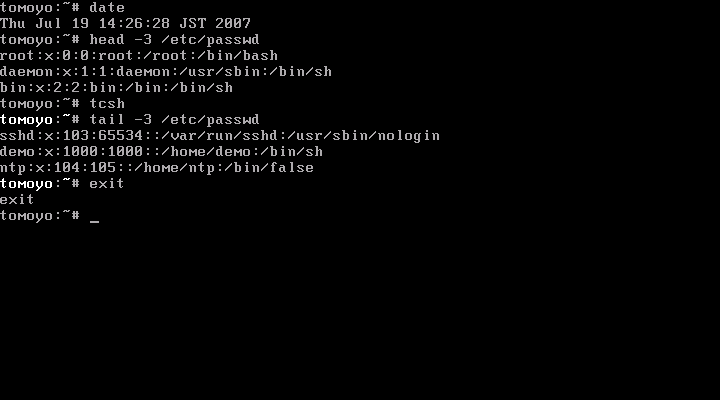 tomoyo:~# date
Thu Jul 19 14:26:28 JST 2007
tomoyo:~# head -3 /etc/passwd
root:x:0:0:root:/root:/bin/bash
daemon:x:1:1:daemon:/usr/sbin:/bin/sh
bin:x:2:2:bin:/bin:/bin/sh
tomoyo:~# tcsh
tomoyo:~# tail -3 /etc/passwd
sshd:x:103:65534::/var/run/sshd:/usr/sbin/nologin
demo:x:1000:1000::/home/demo:/bin/sh
ntp:x:104:105::/home/ntp:/bin/false
tomoyo:~# exit
exit
tomoyo:~# _